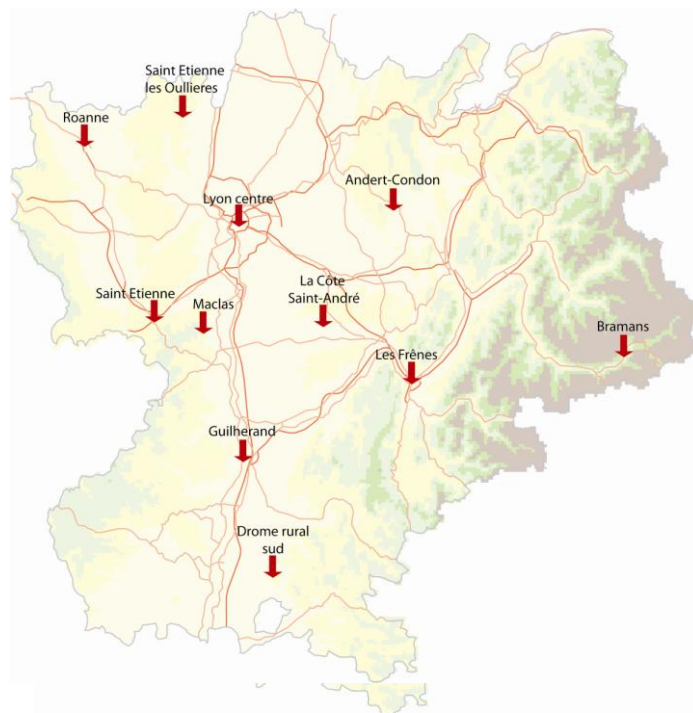 Saint Etienne
les Oullieres
Roanne
Andert-Condon
Lyon centre
La Côte
Saint-André
Saint Etienne
Maclas
Bramans
Les Frênes
Guilherand
Drome rural
sud